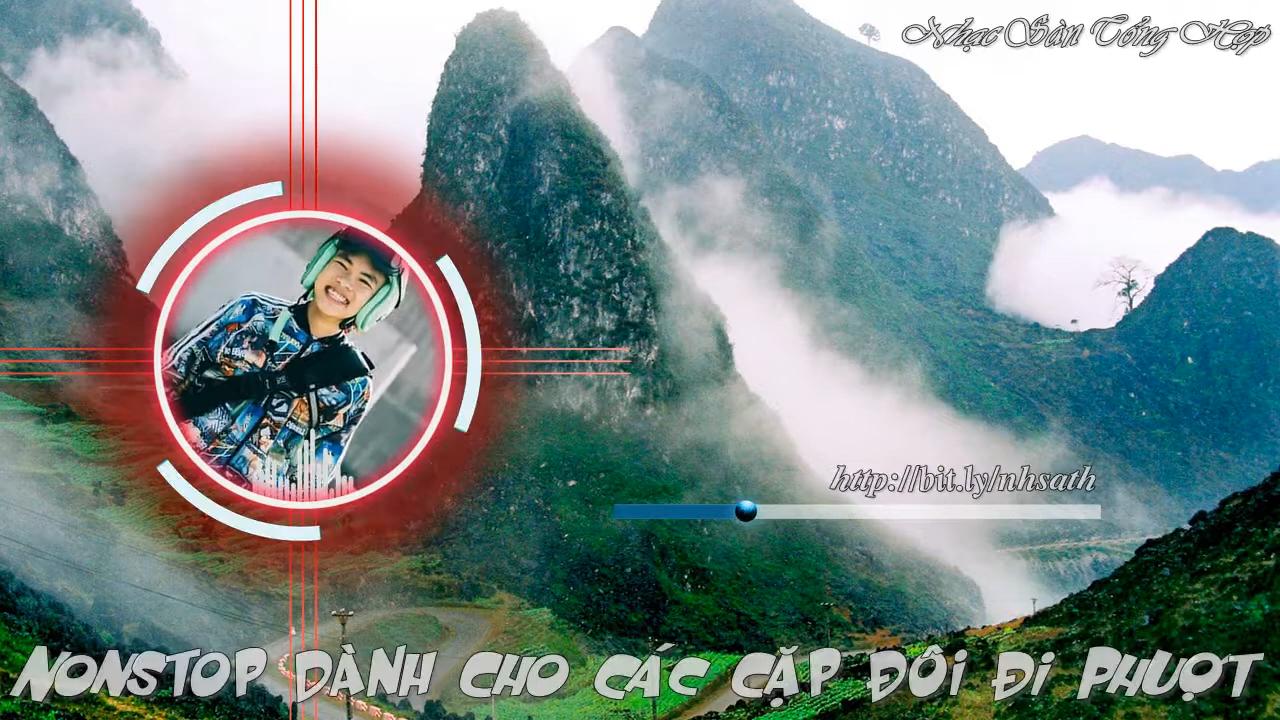 Nhạc Sàn Tổng Hợp
http://bit.ly/nhsath
NONSTOP DÀNH CHO CÁC CẶP ĐÔI ĐI PHƯỢT